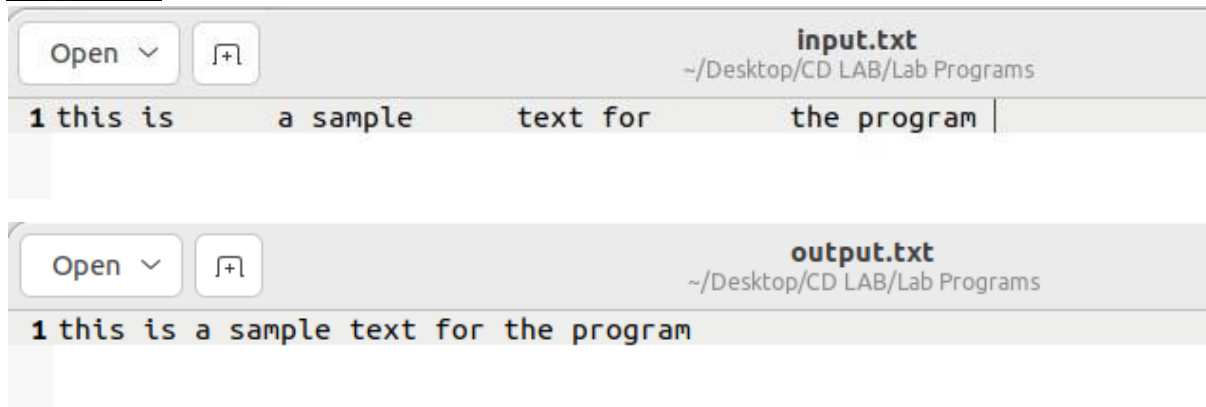 Open
input.txt
~/Desktop/CD LAB/Lab Programs
1 this is      a sample      text for        the program
Open
output.txt
~/Desktop/CD LAB/Lab Programs
1 this is a sample text for the program